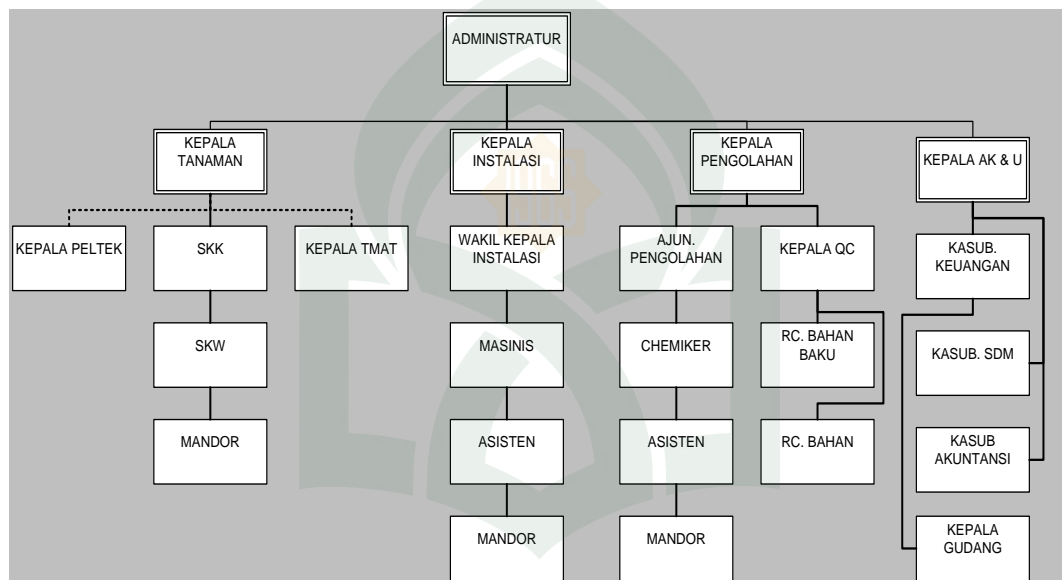 ADMINISTRATUR
KEPALA
TANAMAN
KEPALA
INSTALASI
KEPALA
PENGOLAHAN
KEPALA AK & U
KEPALA PELTEK
SKK
KEPALA TMAT
WAKIL KEPALA
INSTALASI
AJUN.
PENGOLAHAN
KEPALA QC
KASUB.
KEUANGAN
SKW
MASINIS
CHEMIKER
RC. BAHAN
BAKU
KASUB. SDM
MANDOR
ASISTEN
ASISTEN
RC. BAHAN
KASUB
AKUNTANSI
MANDOR
MANDOR
KEPALA
GUDANG